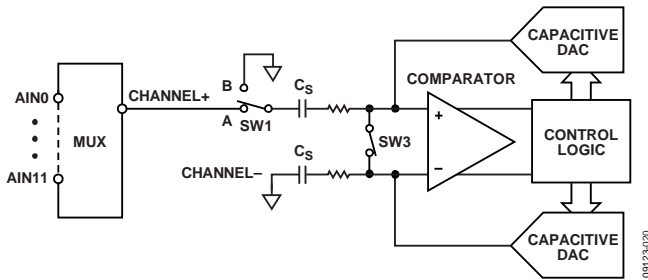 CAPACITIVE
DAC
COMPARATOR
B
CS
AIN0
CHANNEL+
A
SW1
+
MUX
SW3
CONTROL
LOGIC
CS
−
AIN11
CHANNEL−
CAPACITIVE
DAC
09123-020